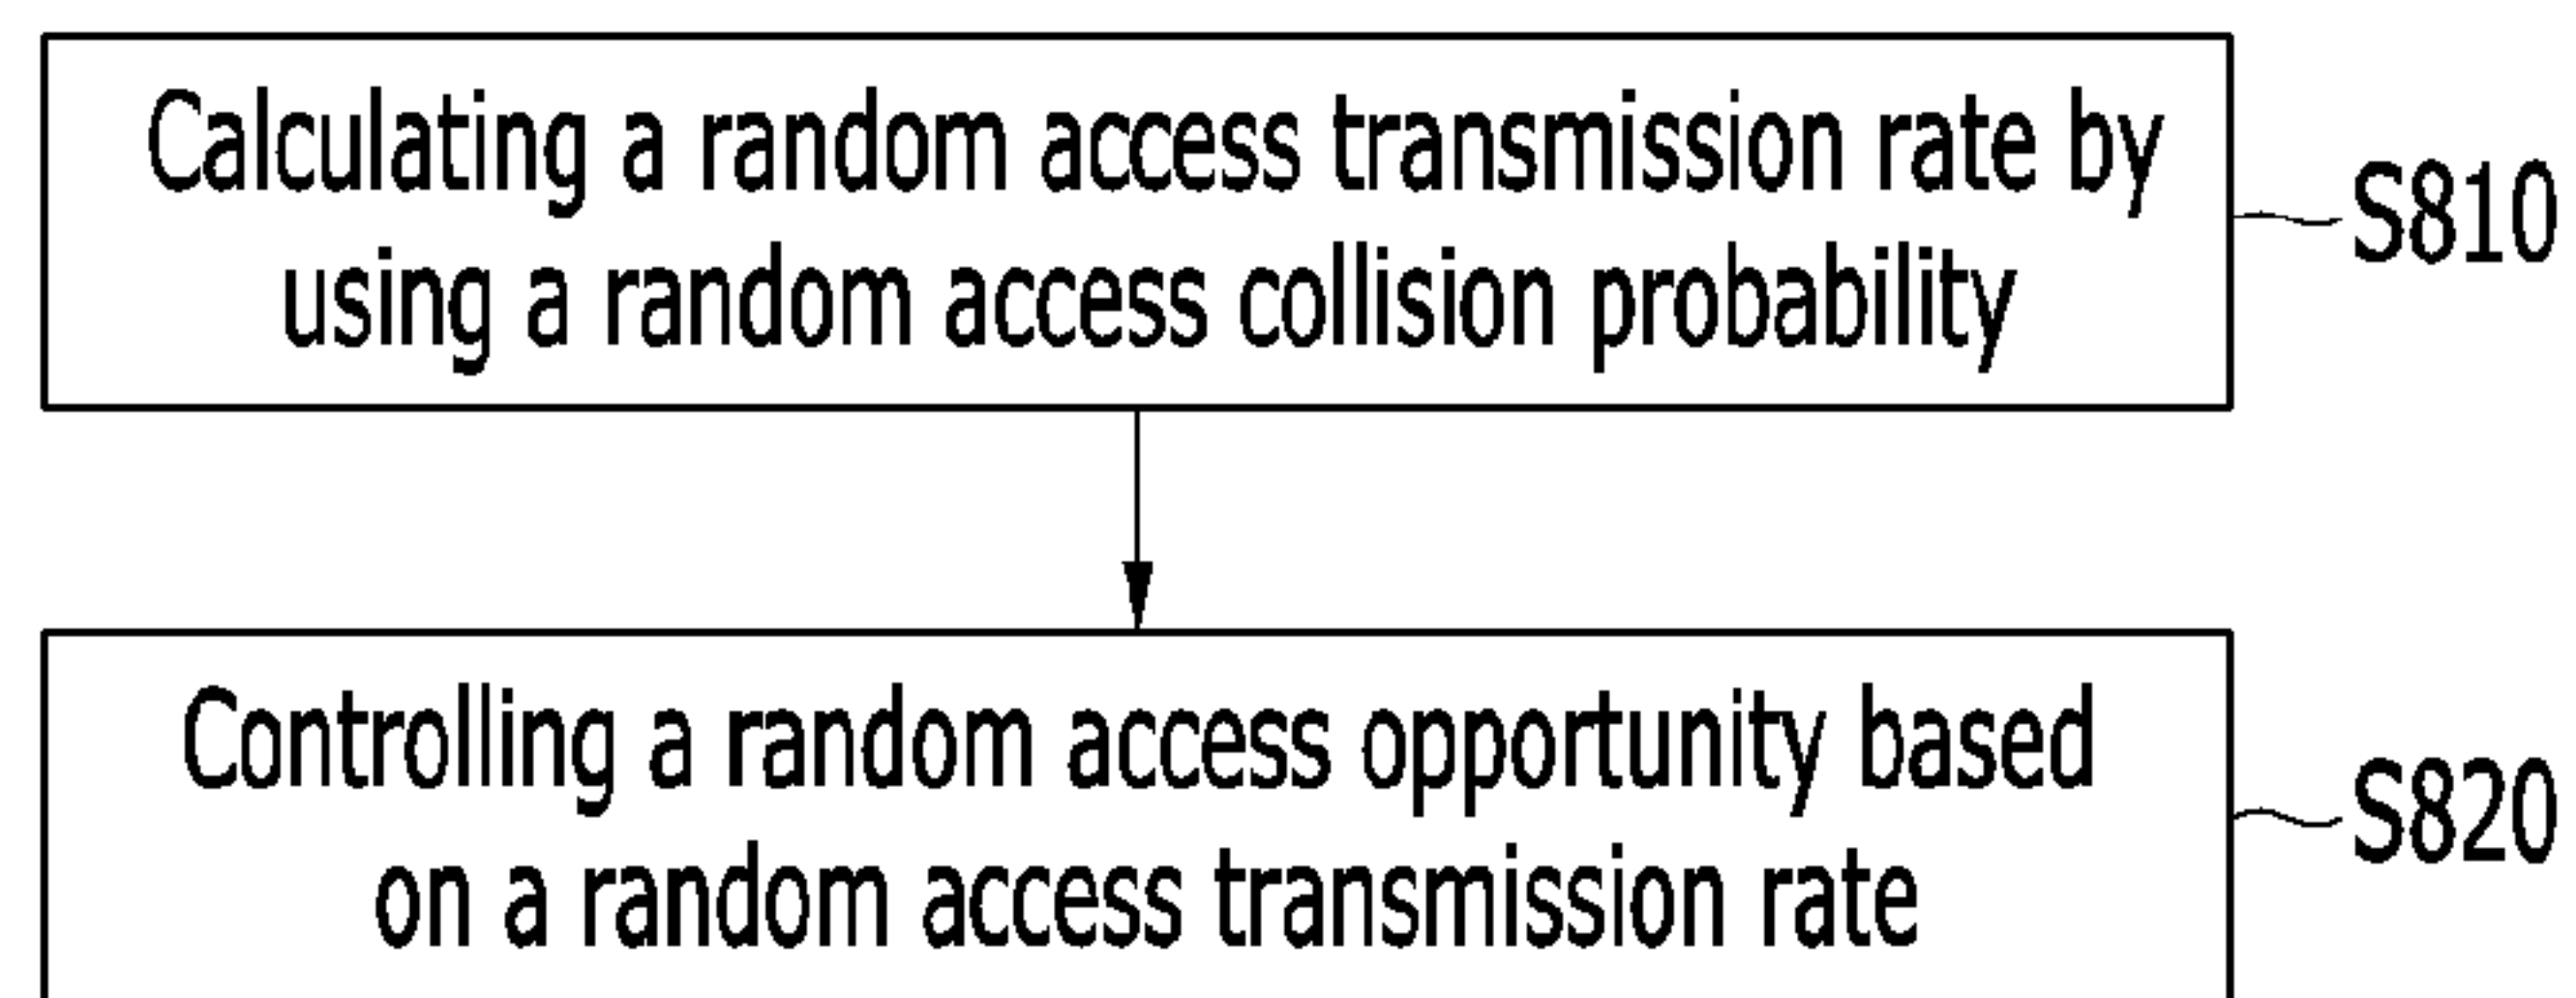 Calculating a random access transmission rate by
using a random access collision probability
S810
Controlling a random access opportunity based
on a random access transmission rate
S820